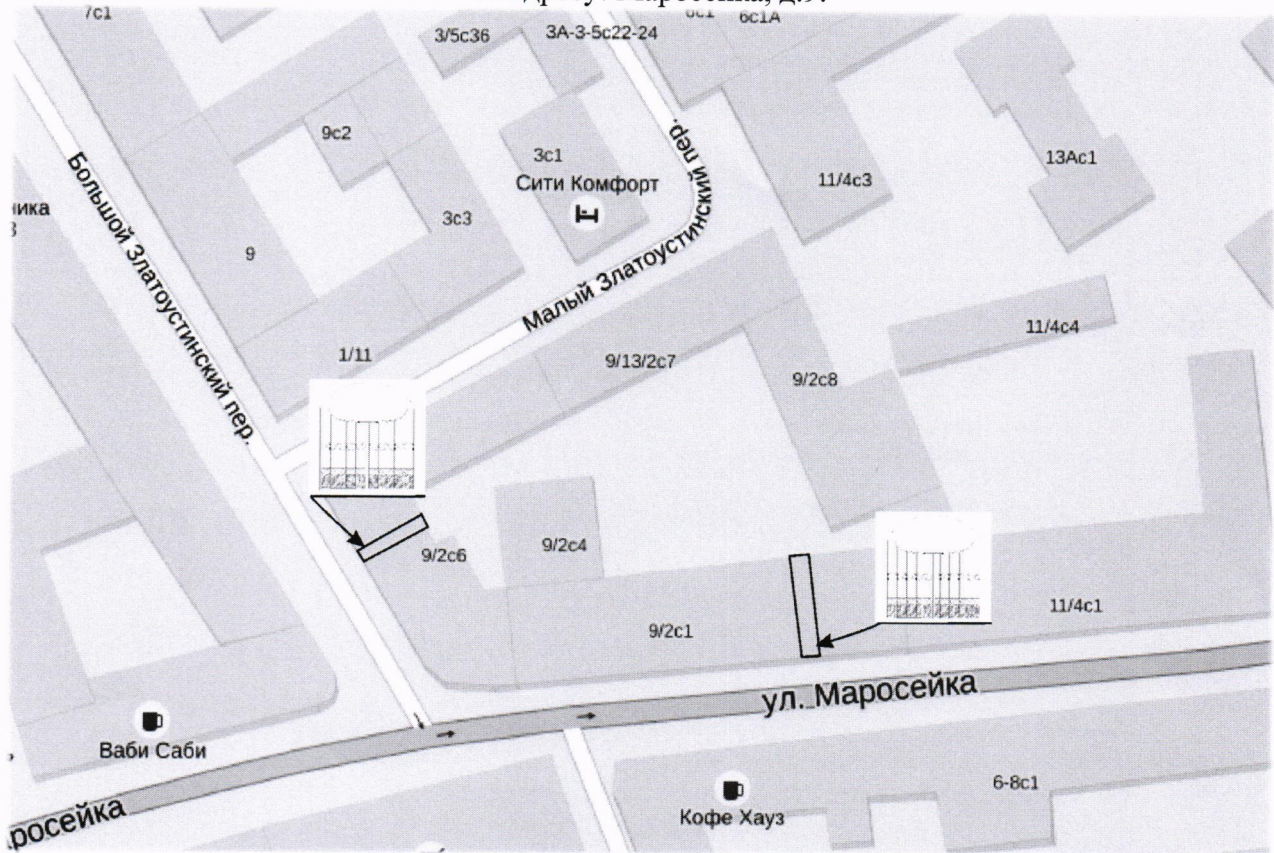 7с1
3/5с36
3А-3-5с22-24
6с1А
9с2
3с1
Сити Комфорт
Малый Златоустинский пер.
13Ас1
11/4с3
Большой Златоустинский пер.
3с3
9
11/4с4
1/11
9/13/2с7
9/2с8
9/2с6
9/2с4
11/4с1
9/2с1
ул. Маросейка
Ваби Саби
6-8с1
Кофе Хауз